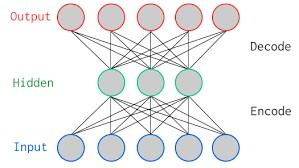 Output
Decode
Hidden
Encode
Input